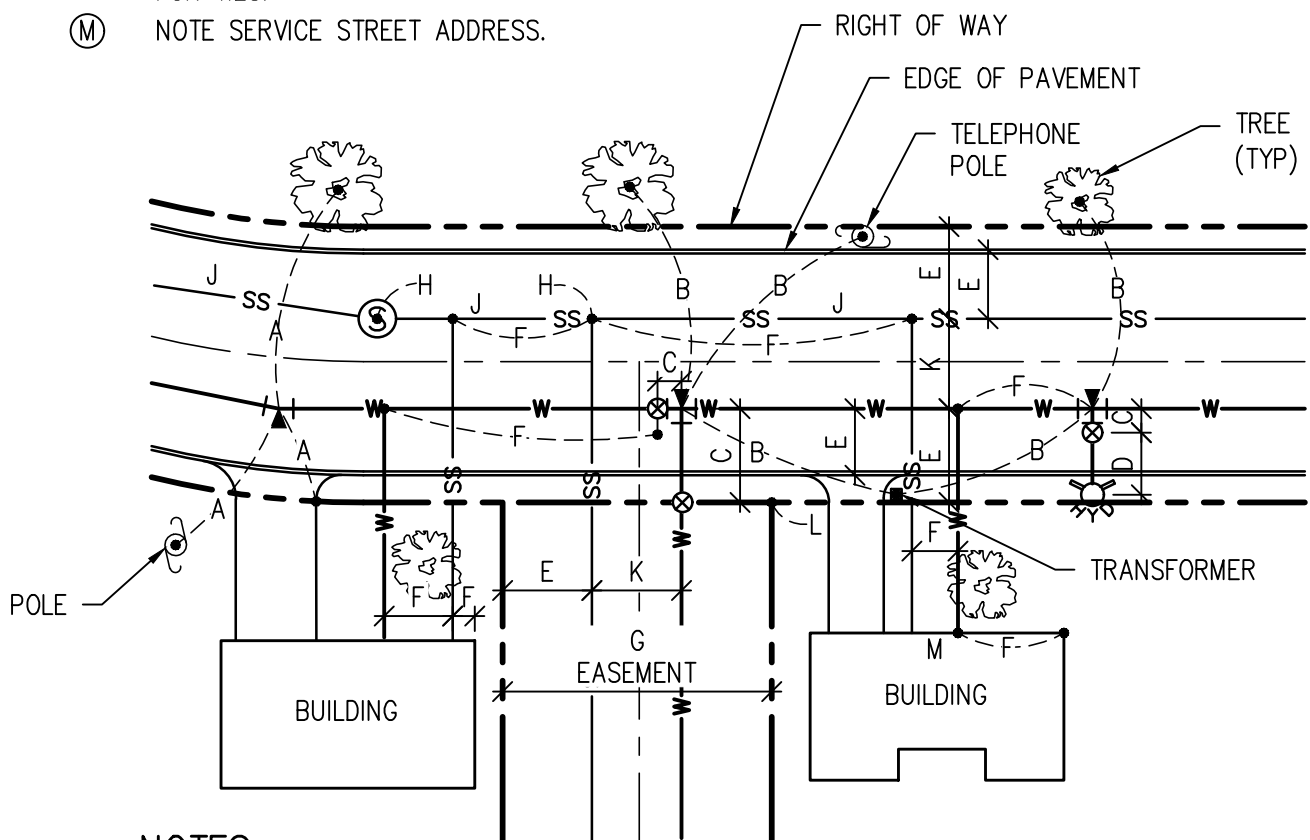 M NOTE SERVICE STREET ADDRESS.
RIGHT OF WAY
EDGE OF PAVEMENT
TELEPHONE
POLE
TREE
(TYP)
J SS H J F H SS B B SS F J E E SS K B SS
A A A
W F W C W C B E W SS E F W B W C D
SS SS W W W
F L
POLE
TRANSFORMER
F F E K
G
EASEMENT
W
M F
BUILDING
BUILDING